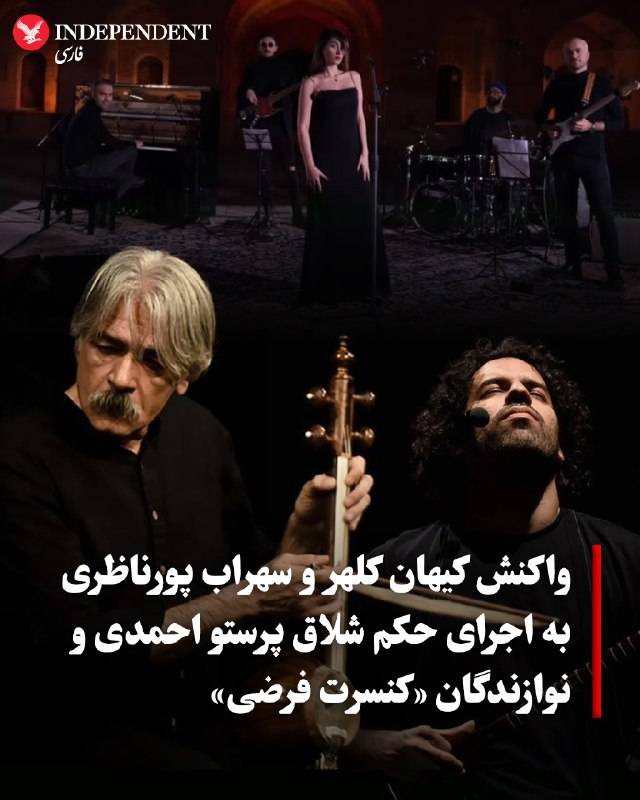 INDEPENDENT
فارسی
واکنش کیهان کلهر و سهراب پورناظری
به اجرای حکم شلاق پرستو احمدی و
نوازندگان «کنسرت فرضی»